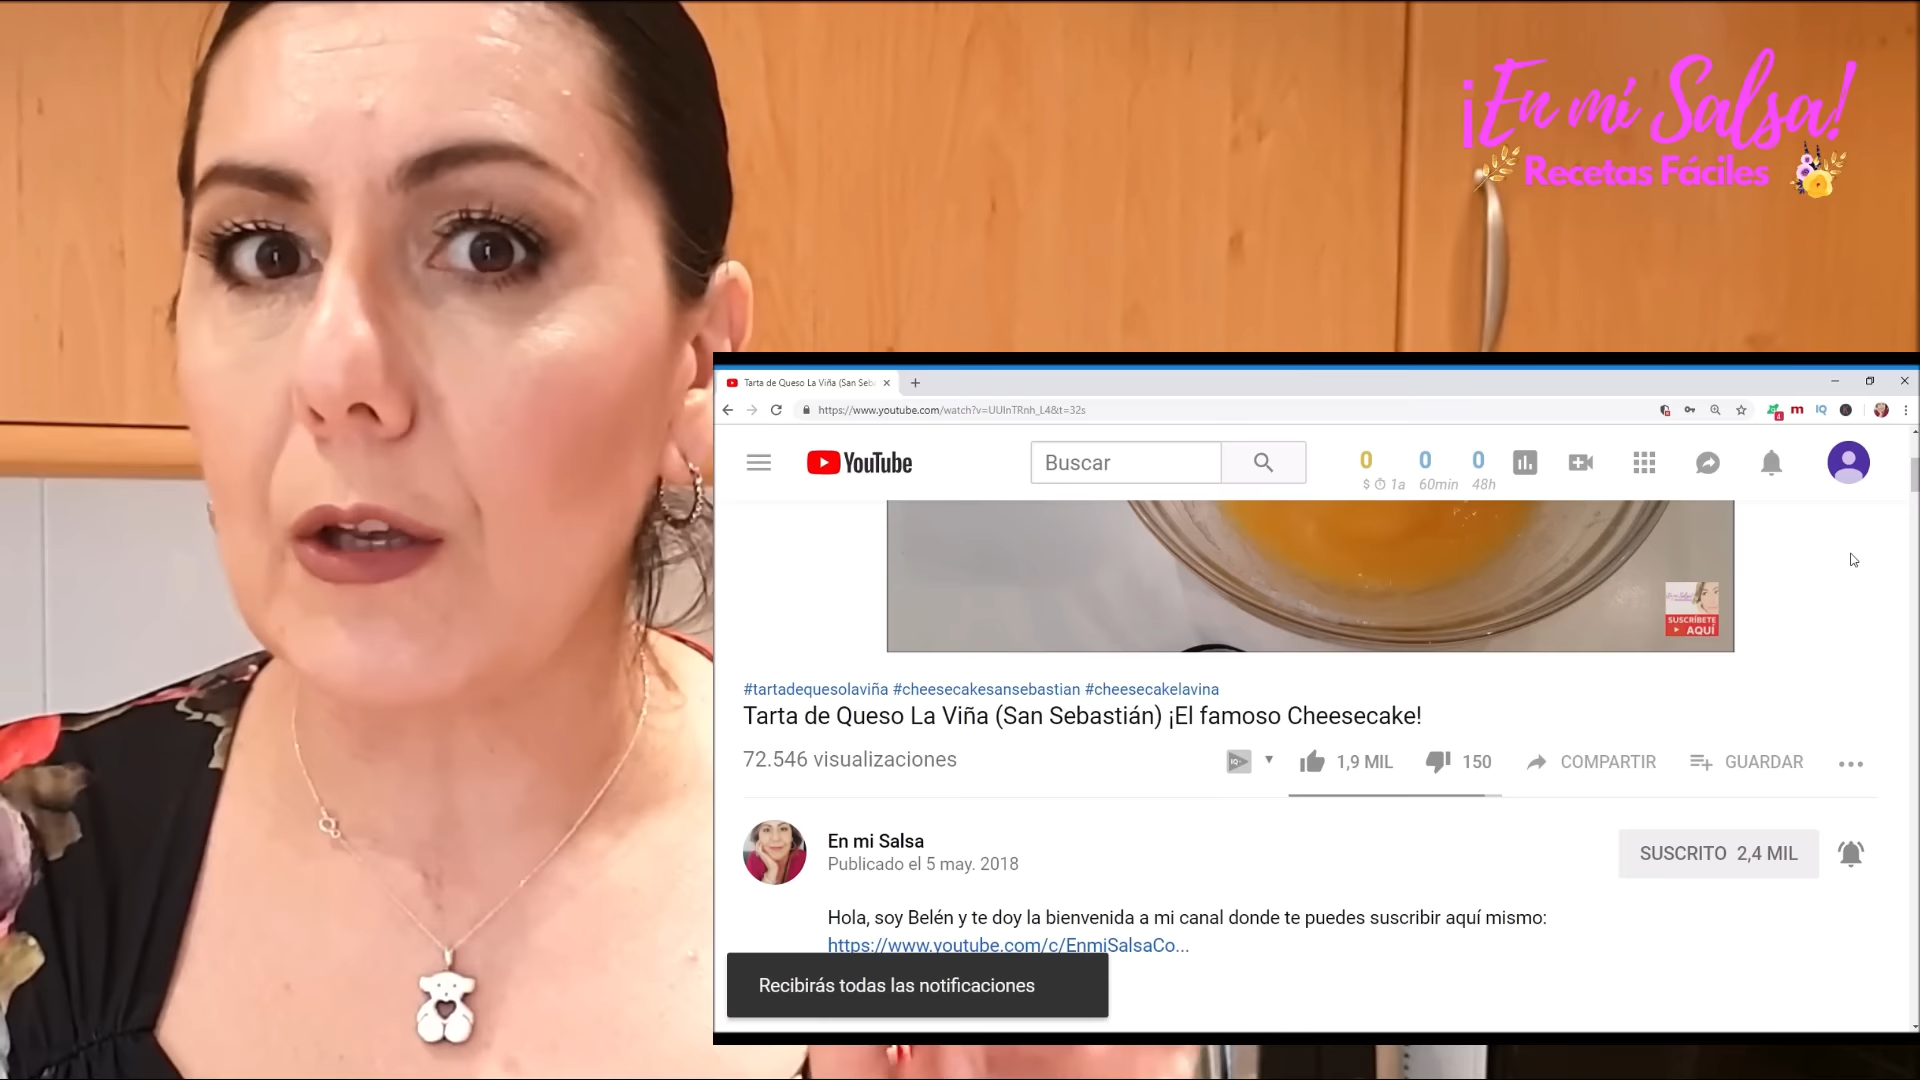 ¡En mi Salsa!
Recetas Fáciles
Tarta de Queso La Viña (San Seb
https://www.youtube.com/watch?v=UUInTRnh_L4&t=32s
m
IQ
YouTube
Buscar
0 0 0
$ 1a 60min 48h
SUSCRÍBETE
AQUÍ
#tartadequesolaviña #cheesecakesansebastian #cheesecakelavina
Tarta de Queso La Viña (San Sebastián) ¡El famoso Cheesecake!
72.546 visualizaciones
1,9 MIL 150 COMPARTIR GUARDAR
En mi Salsa
Publicado el 5 may. 2018
SUSCRITO 2,4 MIL
Hola, soy Belén y te doy la bienvenida a mi canal donde te puedes suscribir aquí mismo:
https://www.youtube.com/c/EnmiSalsaCo...
Recibirás todas las notificaciones